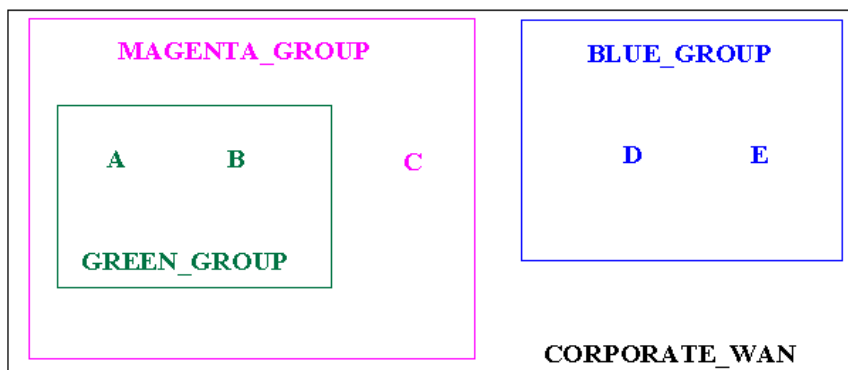 MAGENTA_GROUP
BLUE_GROUP
A B C D E
GREEN_GROUP
CORPORATE_WAN